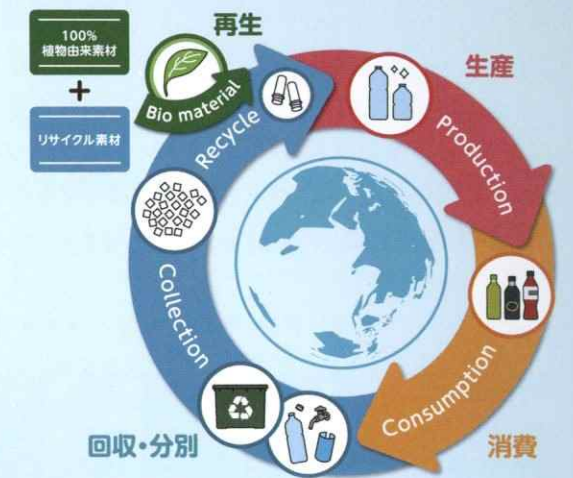 100%
植物由来素材
+
リサイクル素材
再生
Bio material
Recycle
生産
Production
Consumption
消費
Collection
回収・分別